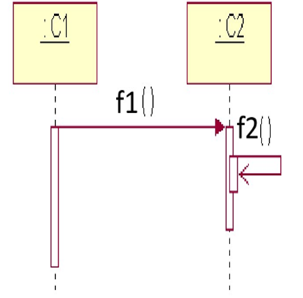 : C1
: C2
f1()
f2()